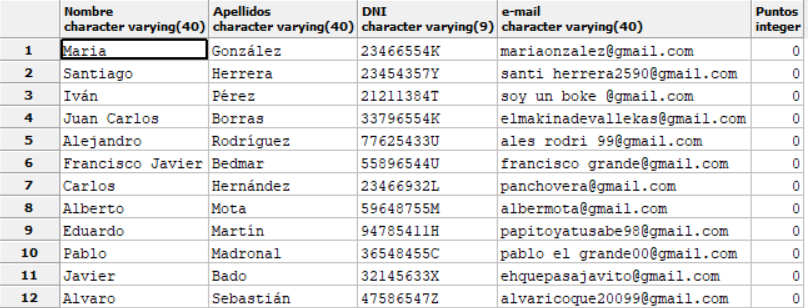 Nombre Apellidos DNI e-mail Puntos
character varying(40) character varying(40) character varying(9) character varying(40) integer
1 Maria González 23466554K mariaonzalez@gmail.com 0
2 Santiago Herrera 23454357Y santi herrera2590@gmail.com 0
3 Iván Pérez 21211384T soy un boke @gmail.com 0
4 Juan Carlos Borras 33796554K elmakinadevallekas@gmail.com 0
5 Alejandro Rodríguez 77625433U ales rodri 99@gmail.com 0
6 Francisco Javier Bedmar 55896544U francisco grande@gmail.com 0
7 Carlos Hernández 23466932L panchovera@gmail.com 0
8 Alberto Mota 59648755M albermota@gmail.com 0
9 Eduardo Martín 94785411H papitoyatusabe98@gmail.com 0
10 Pablo Madronal 36548455C pablo el grande00@gmail.com 0
11 Javier Bado 32145633X ehquepasajavito@gmail.com 0
12 Alvaro Sebastián 47586547Z alvaricoque20099@gmail.com 0